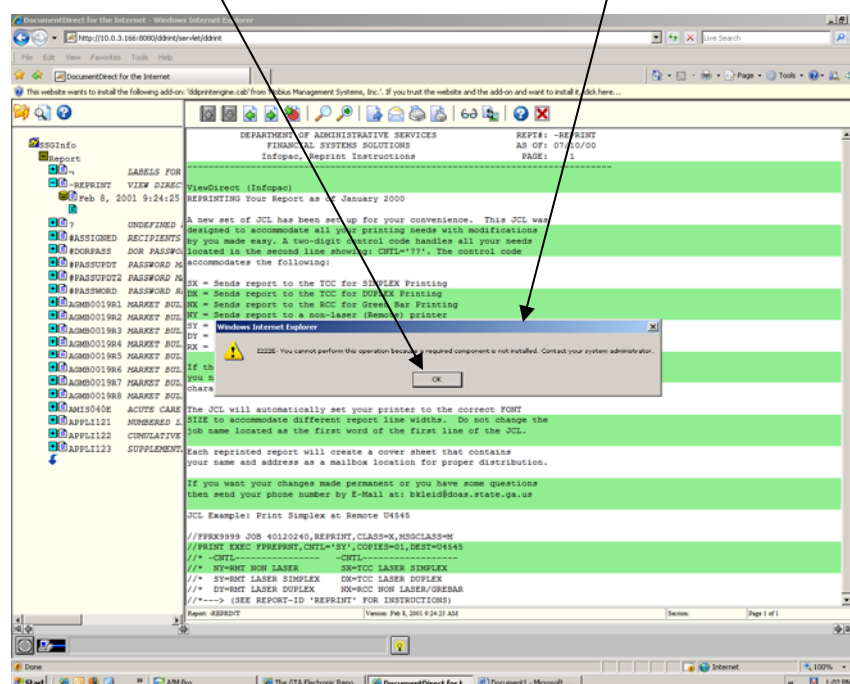 DocumentDirect for the Internet - Windows Internet Explorer
http://10.0.3.166:8080/ddrint/servlet/ddrint
Live Search
File Edit View Favorites Tools Help
DocumentDirect for the Internet
Page Tools
This website wants to install the following add-on: 'ddprintengine.cab' from 'Mobius Management Systems, Inc.'. If you trust the website and the add-on and want to install it, click here...
SSGInfo
Report
LABELS FOR
-REPRINT VIEW DIREC
Feb 8, 2001 9:24:25
? UNDEFINED
#ASSIGNED RECIPIENTS
#DORPASS DOR PASSWO
#PASSUPDT PASSWORD M
#PASSUPDT2 PASSWORD M
#PASSWORD PASSWORD R
AGMB0019R1 MARKET BUL
AGMB0019R2 MARKET BUL
AGMB0019R3 MARKET BUL
AGMB0019R4 MARKET BUL
AGMB0019R5 MARKET BUL
AGMB0019R6 MARKET BUL
AGMB0019R7 MARKET BUL
AGMB0019R8 MARKET BUL
AMIS040E ACUTE CARE
APPLI121 NUMBERED L
APPLI122 CUMULATIVE
APPLI123 SUPPLEMENT
DEPARTMENT OF ADMINISTRATIVE SERVICES REPT#: -REPRINT
FINANCIAL SYSTEMS SOLUTIONS AS OF: 07/10/00
Infopac, Reprint Instructions PAGE: 1
ViewDirect (Infopac)
REPRINTING Your Report as of January 2000
A new set of JCL has been set up for your convenience. This JCL was
designed to accommodate all your printing needs with modifications
by you made easy. A two-digit control code handles all your needs
located in the second line showing: CNTL='??'. The control code
accommodates the following:
SX = Sends report to the TCC for SIMPLEX Printing
DX = Sends report to the TCC for DUPLEX Printing
NX = Sends report to the RCC for Green Bar Printing
NY = Sends report to a non-laser (Remote) printer
SY =
DY =
RX =
Windows Internet Explorer
IZZZE- You cannot perform this operation because a required component is not installed. Contact your system administrator.
OK
If th
you n
chara
The JCL will automatically set your printer to the correct FONT
SIZE to accommodate different report line widths. Do not change the
job name located as the first word of the first line of the JCL.
Each reprinted report will create a cover sheet that contains
your name and address as a mailbox location for proper distribution.
If you want your changes made permanent or you have some questions
then send your phone number by E-Mail at: bkleid@doas.state.ga.us
JCL Example: Print Simplex at Remote U4545
//FPRX9999 JOB 40120240,REPRINT,CLASS=X,MSGCLASS=M
//PRINT EXEC FPREPRNT,CNTL='SY',COPIES=01,DEST=U4545
//* -CNTL---------------- -CNTL-----------------
//* NY=RMT NON LASER SX=TCC LASER SIMPLEX
//* SY=RMT LASER SIMPLEX DX=TCC LASER DUPLEX
//* DY=RMT LASER DUPLEX NX=RCC NON LASER/GREBAR
//*---> (SEE REPORT-ID 'REPRINT' FOR INSTRUCTIONS)
Report: -REPRINT Version: Feb 8, 2001 9:24:25 AM Section: Page 1 of 1
Done Internet 100%
Start The GTA Electronic Repo DocumentDirect for t Document1 - Microsoft 1:02 PM